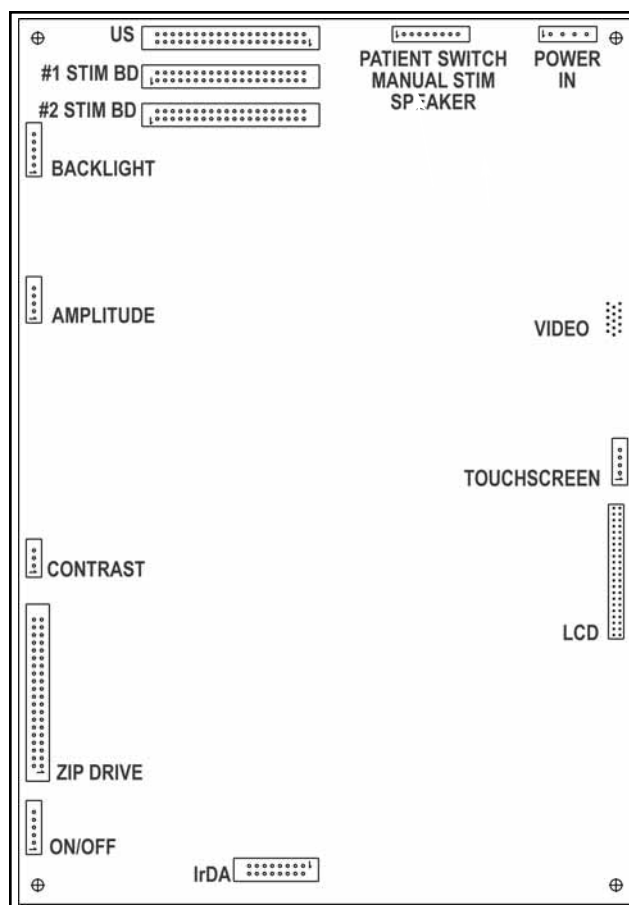 US
#1 STIM BD
#2 STIM BD
PATIENT SWITCH
MANUAL STIM
SPEAKER
POWER
IN
BACKLIGHT
AMPLITUDE
VIDEO
TOUCHSCREEN
CONTRAST
LCD
ZIP DRIVE
ON/OFF
IrDA